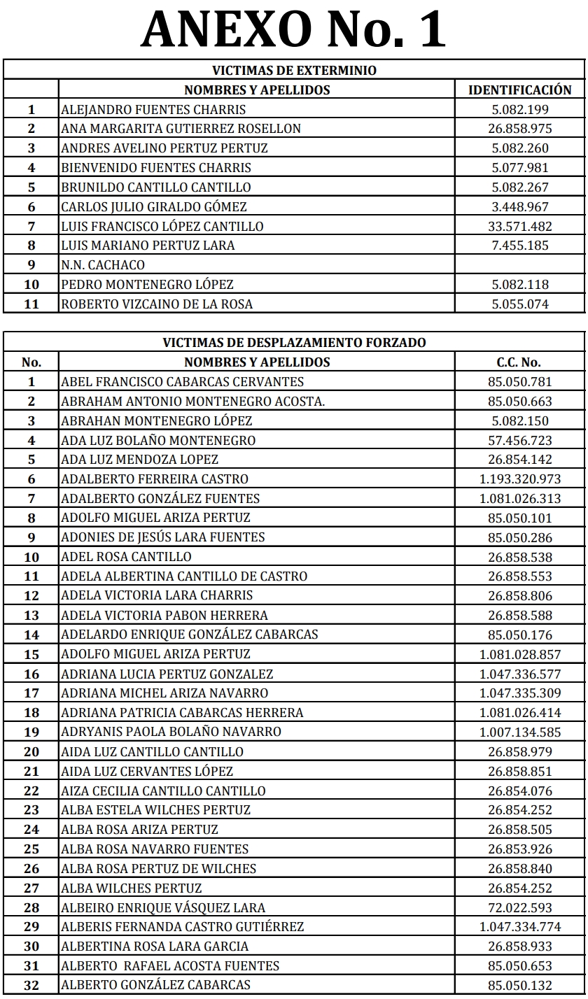 ANEXO No. 1
VICTIMAS DE EXTERMINIO
NOMBRES Y APELLIDOS IDENTIFICACIÓN
1 ALEJANDRO FUENTES CHARRIS 5.082.199
2 ANA MARGARITA GUTIERREZ ROSELLON 26.858.975
3 ANDRES AVELINO PERTUZ PERTUZ 5.082.260
4 BIENVENIDO FUENTES CHARRIS 5.077.981
5 BRUNILDO CANTILLO CANTILLO 5.082.267
6 CARLOS JULIO GIRALDO GÓMEZ 3.448.967
7 LUIS FRANCISCO LÓPEZ CANTILLO 33.571.482
8 LUIS MARIANO PERTUZ LARA 7.455.185
9 N.N. CACHACO
10 PEDRO MONTENEGRO LÓPEZ 5.082.118
11 ROBERTO VIZCAINO DE LA ROSA 5.055.074
VICTIMAS DE DESPLAZAMIENTO FORZADO
No. NOMBRES Y APELLIDOS C.C. No.
1 ABEL FRANCISCO CABARCAS CERVANTES 85.050.781
2 ABRAHAM ANTONIO MONTENEGRO ACOSTA. 85.050.663
3 ABRAHAN MONTENEGRO LÓPEZ 5.082.150
4 ADA LUZ BOLAÑO MONTENEGRO 57.456.723
5 ADA LUZ MENDOZA LOPEZ 26.854.142
6 ADALBERTO FERREIRA CASTRO 1.193.320.973
7 ADALBERTO GONZÁLEZ FUENTES 1.081.026.313
8 ADOLFO MIGUEL ARIZA PERTUZ 85.050.101
9 ADONIES DE JESÚS LARA FUENTES 85.050.286
10 ADEL ROSA CANTILLO 26.858.538
11 ADELA ALBERTINA CANTILLO DE CASTRO 26.858.553
12 ADELA VICTORIA LARA CHARRIS 26.858.806
13 ADELA VICTORIA PABON HERRERA 26.858.588
14 ADELARDO ENRIQUE GONZÁLEZ CABARCAS 85.050.176
15 ADOLFO MIGUEL ARIZA PERTUZ 1.081.028.857
16 ADRIANA LUCIA PERTUZ GONZALEZ 1.047.336.577
17 ADRIANA MICHEL ARIZA NAVARRO 1.047.335.309
18 ADRIANA PATRICIA CABARCAS HERRERA 1.081.026.414
19 ADRYANIS PAOLA BOLAÑO NAVARRO 1.007.134.585
20 AIDA LUZ CANTILLO CANTILLO 26.858.979
21 AIDA LUZ CERVANTES LÓPEZ 26.858.851
22 AIZA CECILIA CANTILLO CANTILLO 26.854.076
23 ALBA ESTELA WILCHES PERTUZ 26.854.252
24 ALBA ROSA ARIZA PERTUZ 26.858.505
25 ALBA ROSA NAVARRO FUENTES 26.853.926
26 ALBA ROSA PERTUZ DE WILCHES 26.858.840
27 ALBA WILCHES PERTUZ 26.854.252
28 ALBEIRO ENRIQUE VÁSQUEZ LARA 72.022.593
29 ALBERIS FERNANDA CASTRO GUTIÉRREZ 1.047.334.774
30 ALBERTINA ROSA LARA GARCIA 26.858.933
31 ALBERTO RAFAEL ACOSTA FUENTES 85.050.653
32 ALBERTO GONZÁLEZ CABARCAS 85.050.132